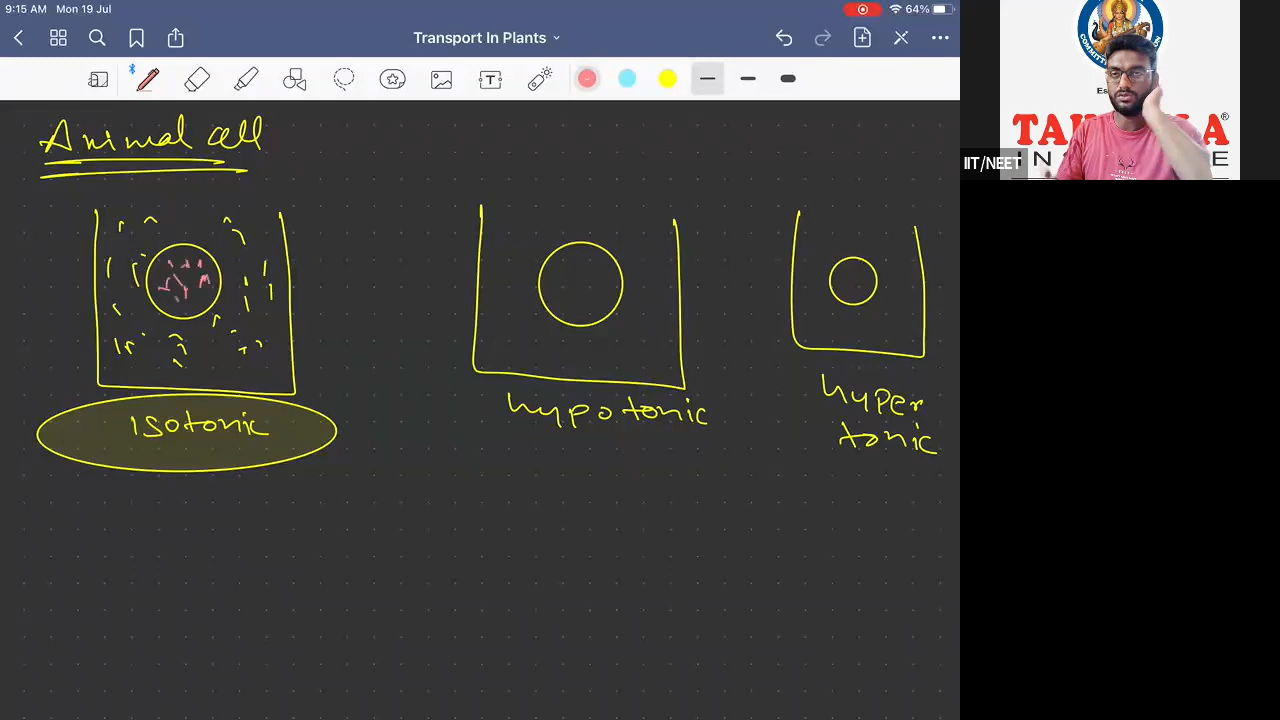 9:15 AM Mon 19 Jul
64%
Transport In Plants
T
Animal cell
isotonic
hypotonic
hyper
tonic
IIT/NEET